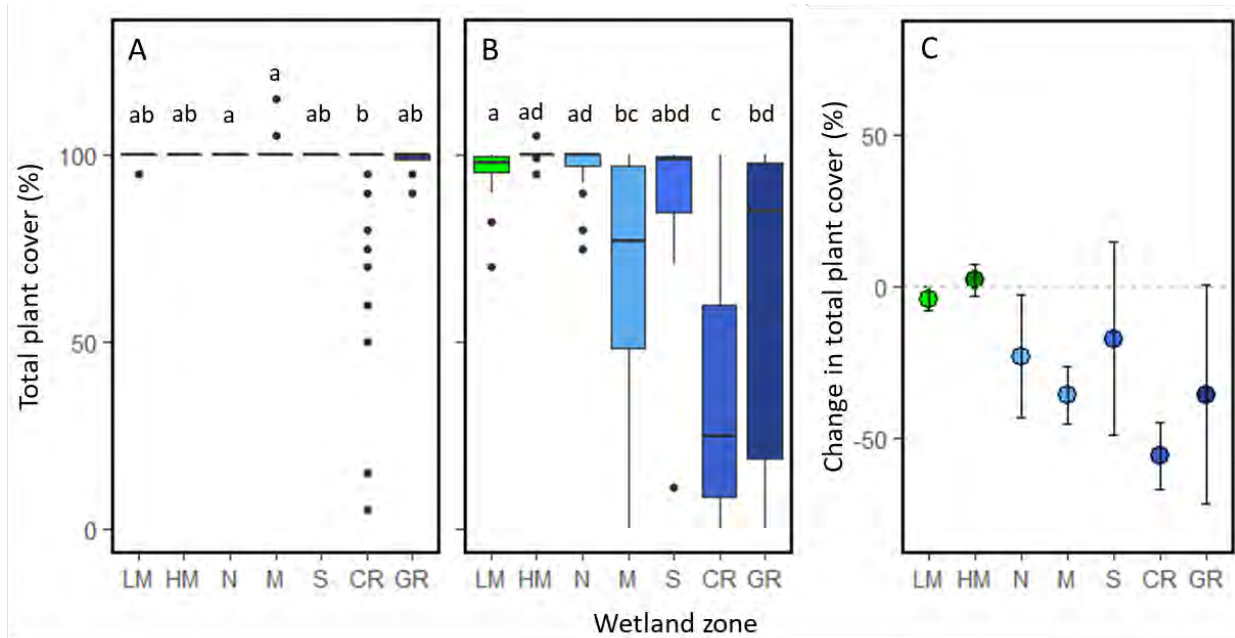 A
B
C
a
ab ab a ab b ab
a ad ad bc abd c bd
Total plant cover (%)
100
50
0
Change in total plant cover (%)
50
0
-50
LM HM N M S CR GR
LM HM N M S CR GR
LM HM N M S CR GR
Wetland zone